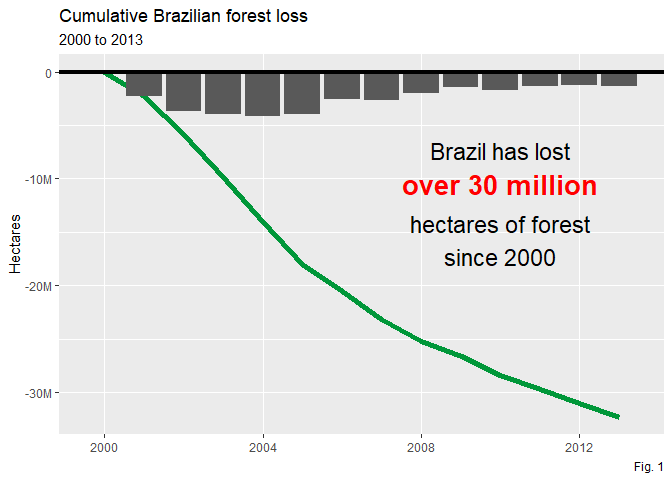 Cumulative Brazilian forest loss
2000 to 2013
0
-10M
-20M
-30M
Hectares
Brazil has lost
over 30 million
hectares of forest
since 2000
2000 2004 2008 2012
Fig. 1